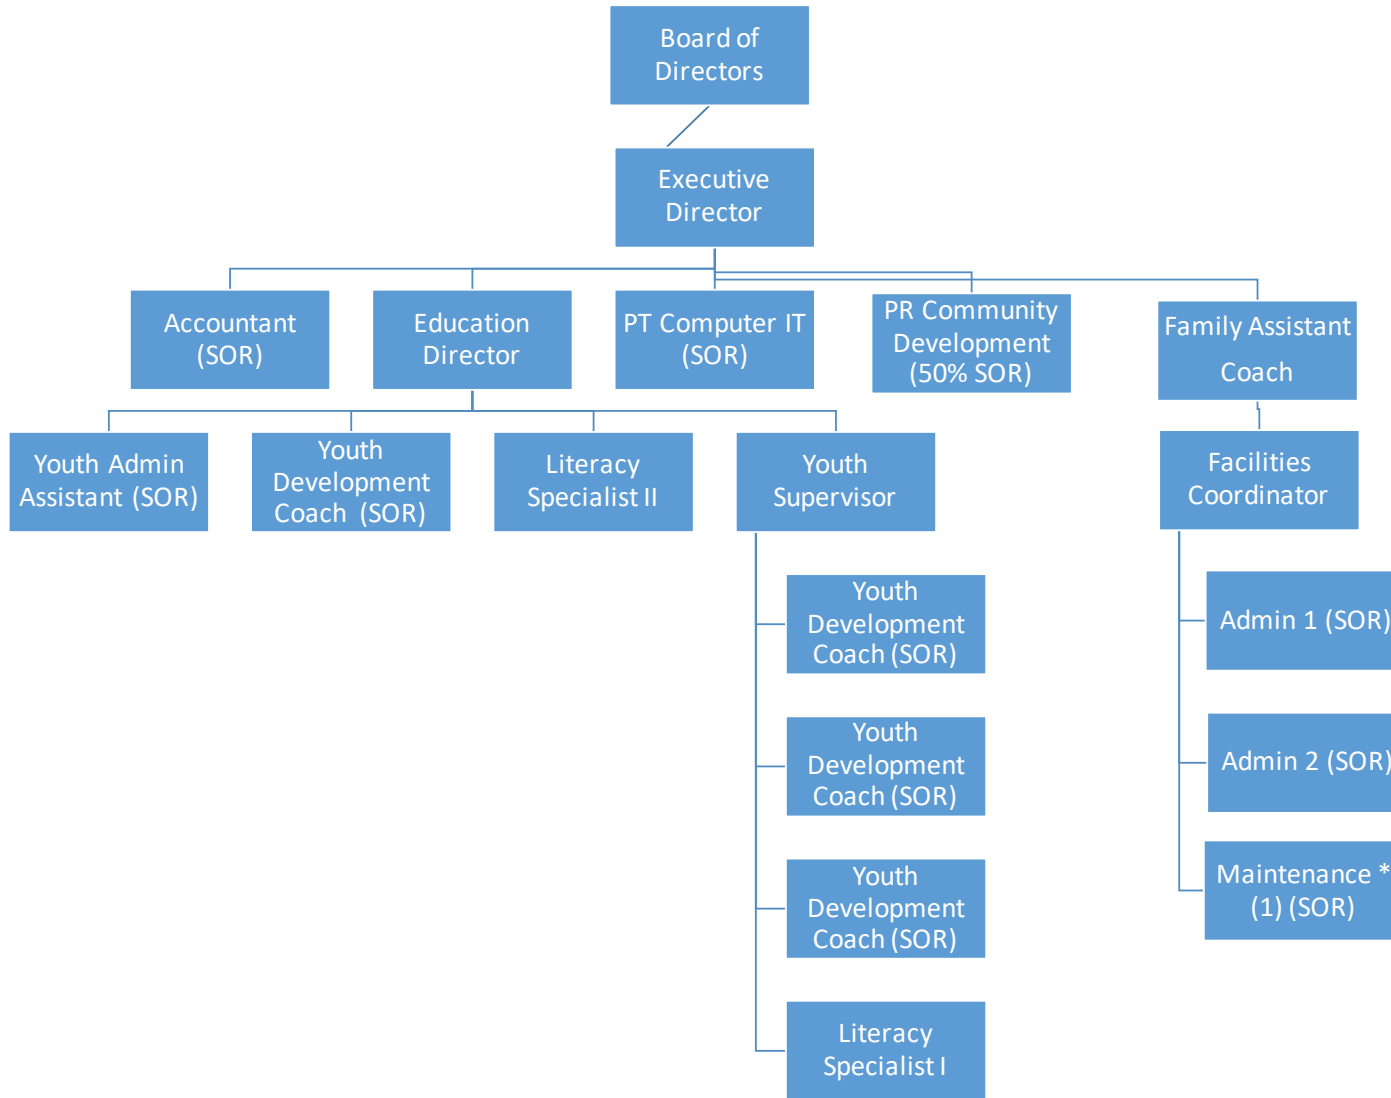 Board of
Directors
Executive
Director
Accountant
(SOR)
Education
Director
PT Computer IT
(SOR)
PR Community
Development
(50% SOR)
Family Assistant
Coach
Youth Admin
Assistant (SOR)
Youth
Development
Coach (SOR)
Literacy
Specialist II
Youth
Supervisor
Facilities
Coordinator
Youth
Development
Coach (SOR)
Youth
Development
Coach (SOR)
Youth
Development
Coach (SOR)
Literacy
Specialist I
Admin 1 (SOR)
Admin 2 (SOR)
Maintenance *
(1) (SOR)